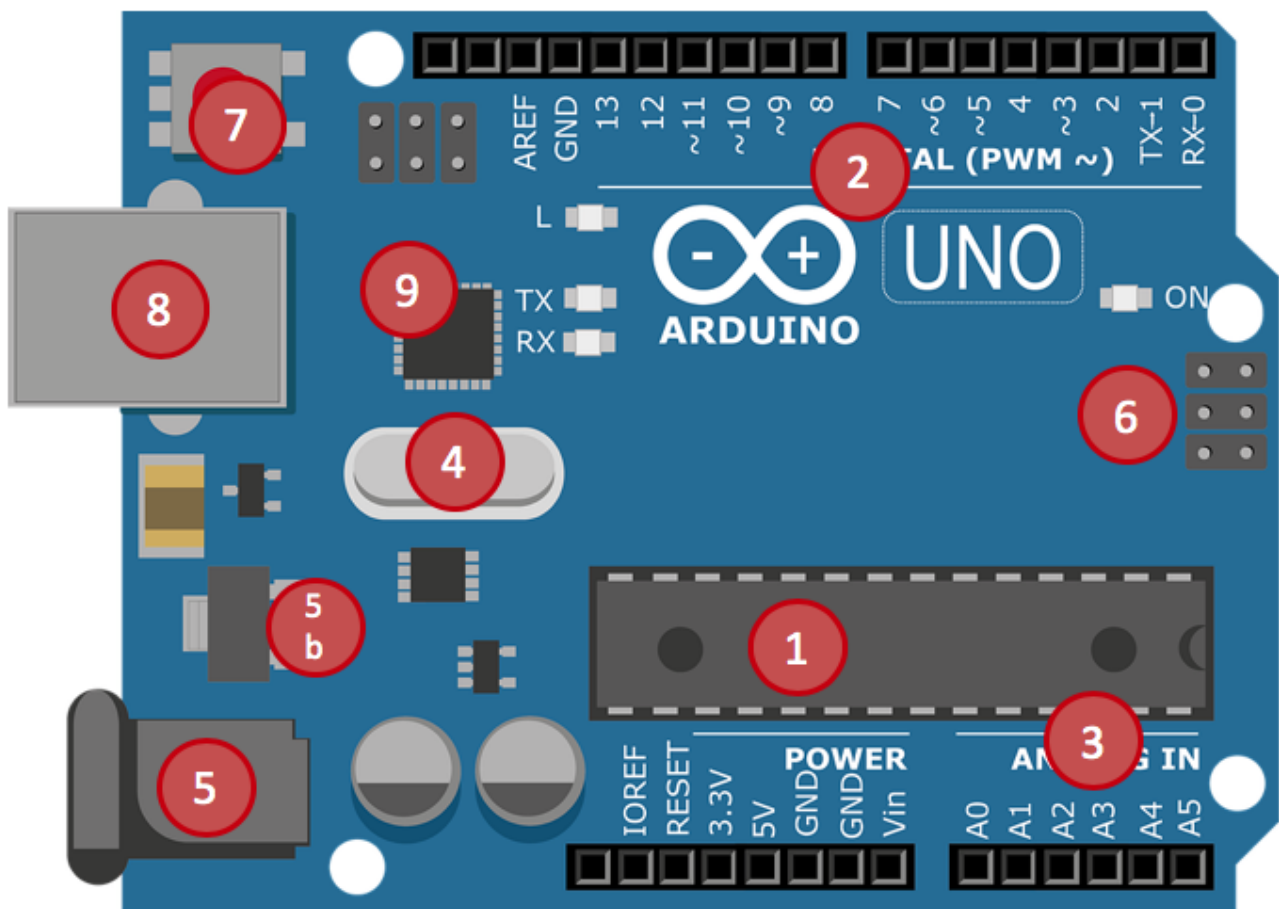 7
AREF
GND
13
12
~11
~10
~9
8
7
~6
~5
4
~3
2
TX→1
RX←0
2
TAL (PWM ~)
L
- +
UNO
8
9
TX
RX
ARDUINO
ON
6
4
5
b
1
3
POWER
AN G IN
5
IOREF
RESET
3.3V
5V
GND
GND
Vin
A0
A1
A2
A3
A4
A5